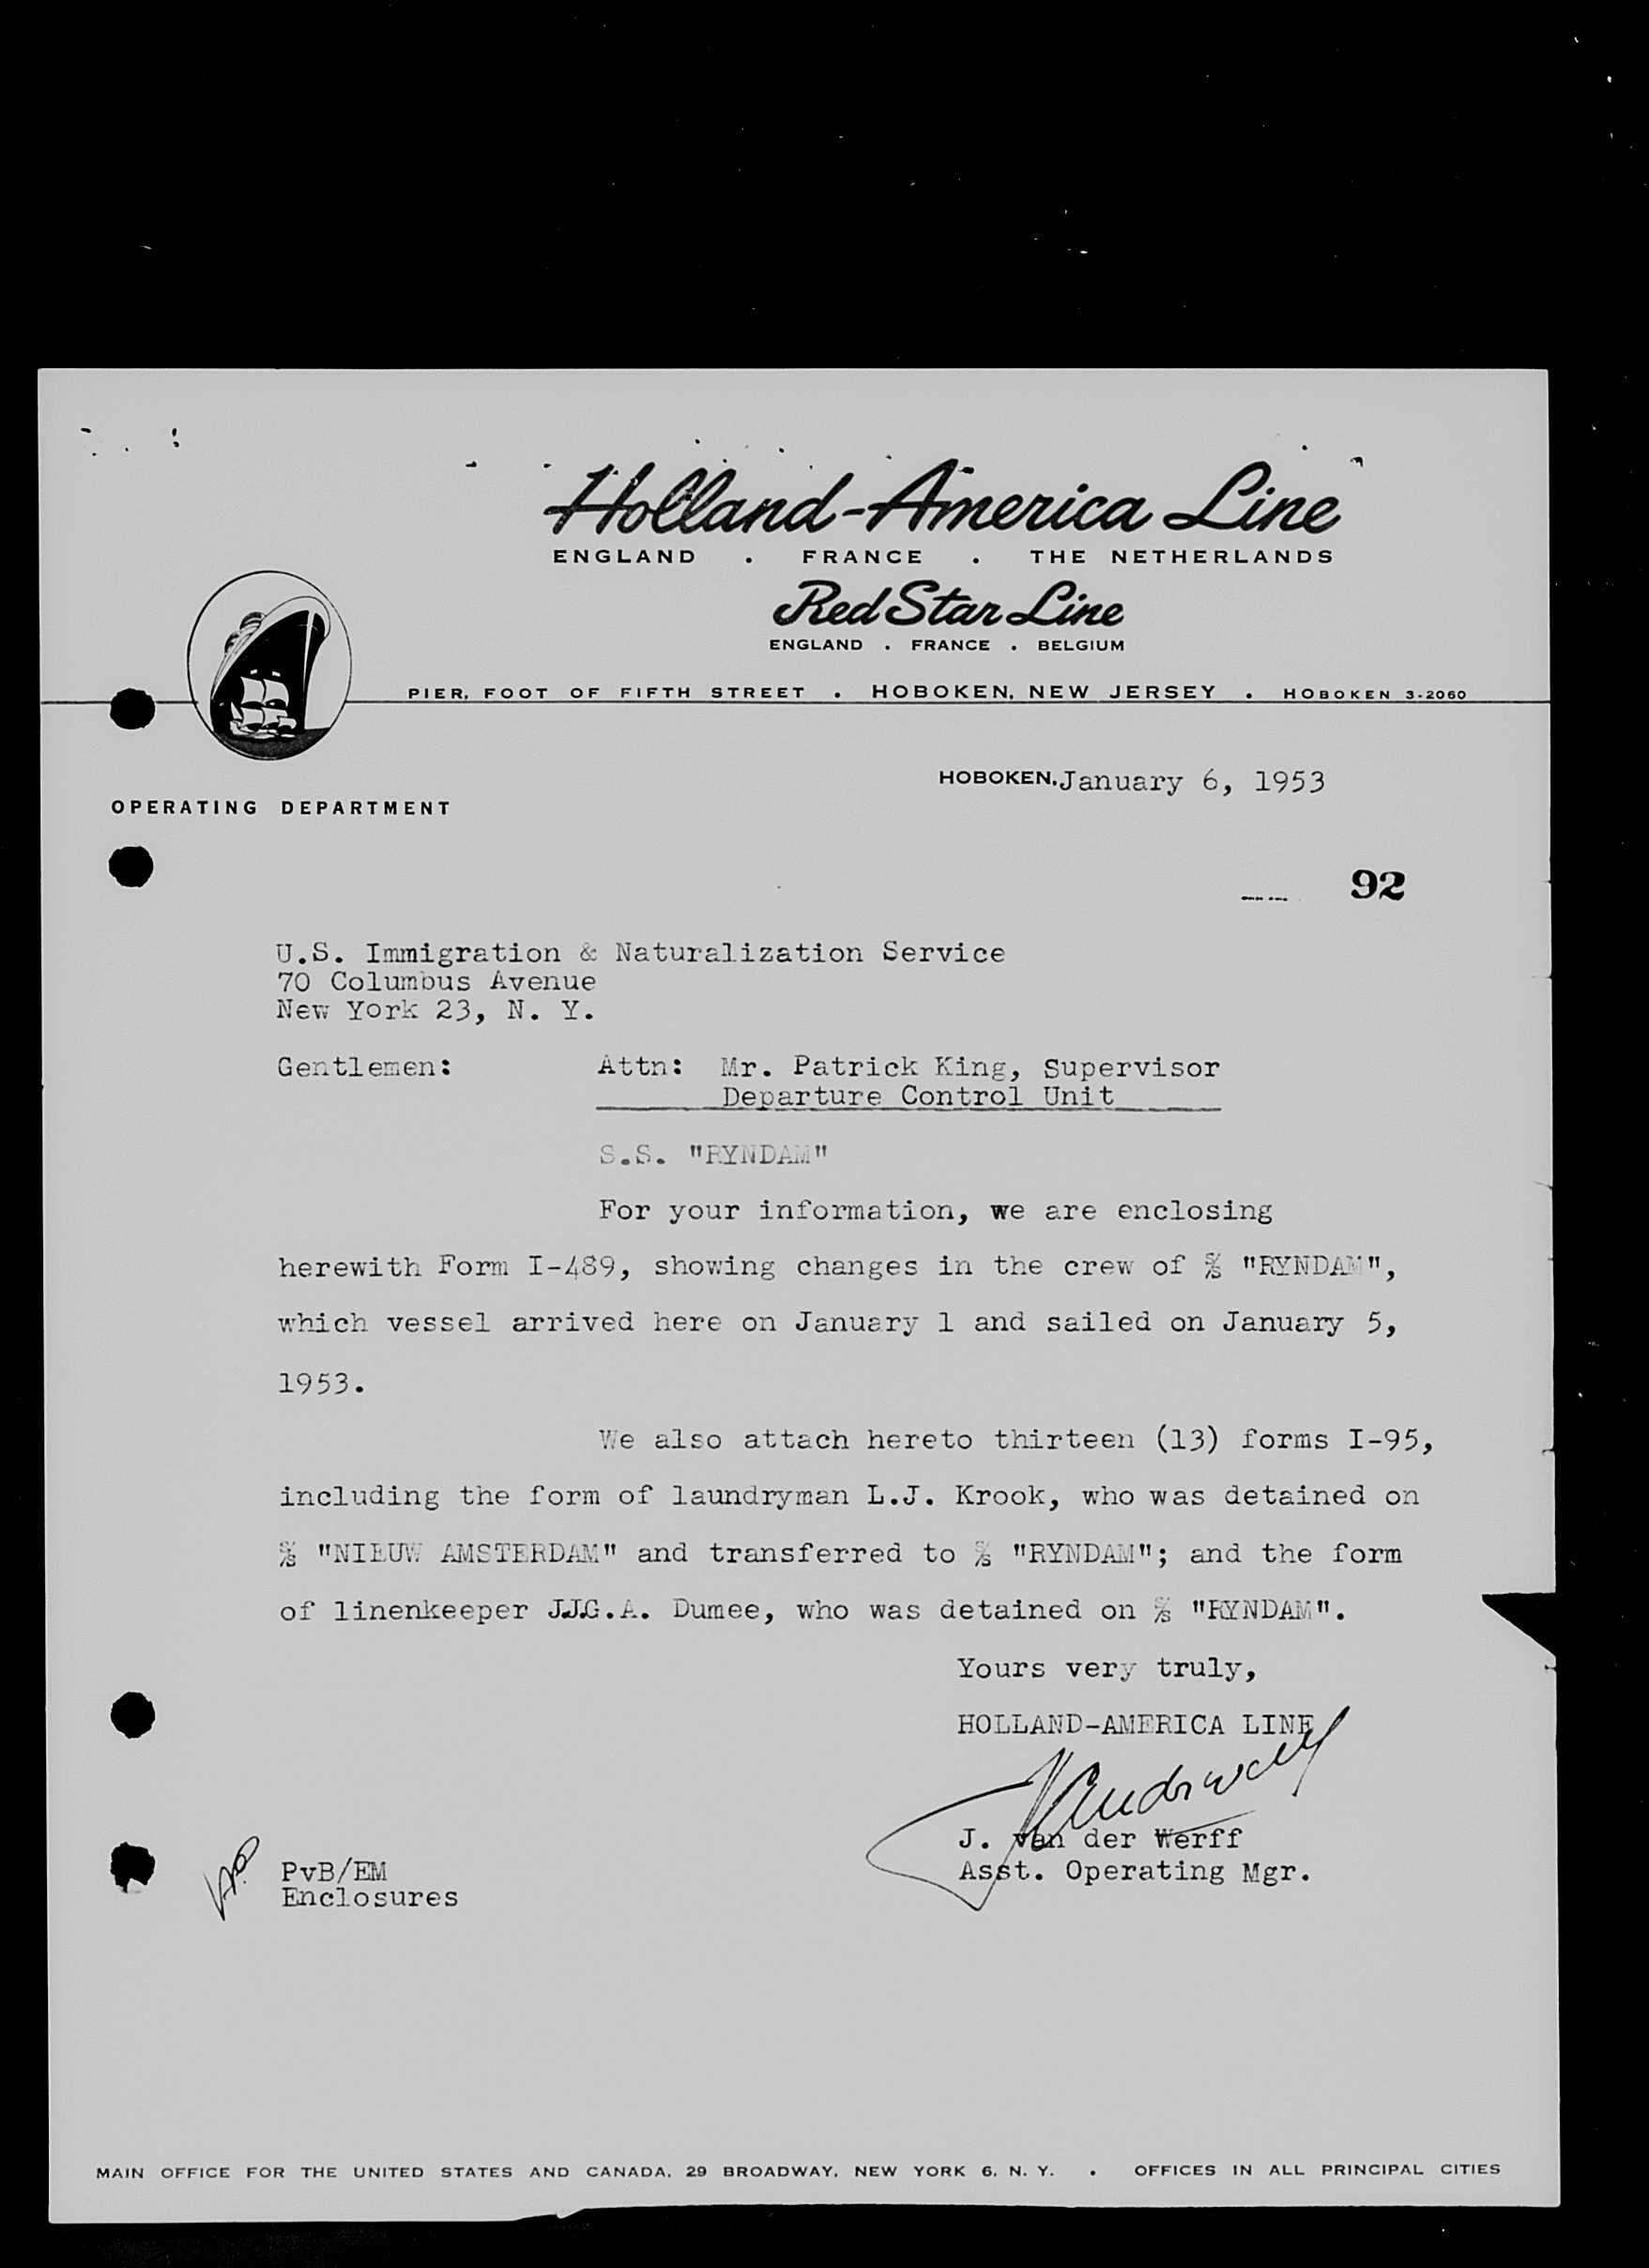 Holland-America Line
ENGLAND . FRANCE . THE NETHERLANDS
Red Star Line
ENGLAND . FRANCE . BELGIUM
PIER, FOOT OF FIFTH STREET . HOBOKEN, NEW JERSEY . HOBOKEN 3-2060
HOBOKEN, January 6, 1953
OPERATING DEPARTMENT
92
U.S. Immigration & Naturalization Service
70 Columbus Avenue
New York 23, N. Y.
Gentlemen: Attn: Mr. Patrick King, Supervisor
Departure Control Unit
S.S. "RYNDAM"
For your information, we are enclosing
herewith Form I-489, showing changes in the crew of S/S "RYNDAM",
which vessel arrived here on January 1 and sailed on January 5,
1953.
We also attach hereto thirteen (13) forms I-95,
including the form of laundryman L.J. Krook, who was detained on
S/S "NIEUW AMSTERDAM" and transferred to S/S "RYNDAM"; and the form
of linenkeeper J.J.G.A. Dumee, who was detained on S/S "RYNDAM".
Yours very truly,
HOLLAND-AMERICA LINE
J. van der Werff
Asst. Operating Mgr.
PvB/EM
Enclosures
MAIN OFFICE FOR THE UNITED STATES AND CANADA, 29 BROADWAY, NEW YORK 6, N. Y. . OFFICES IN ALL PRINCIPAL CITIES